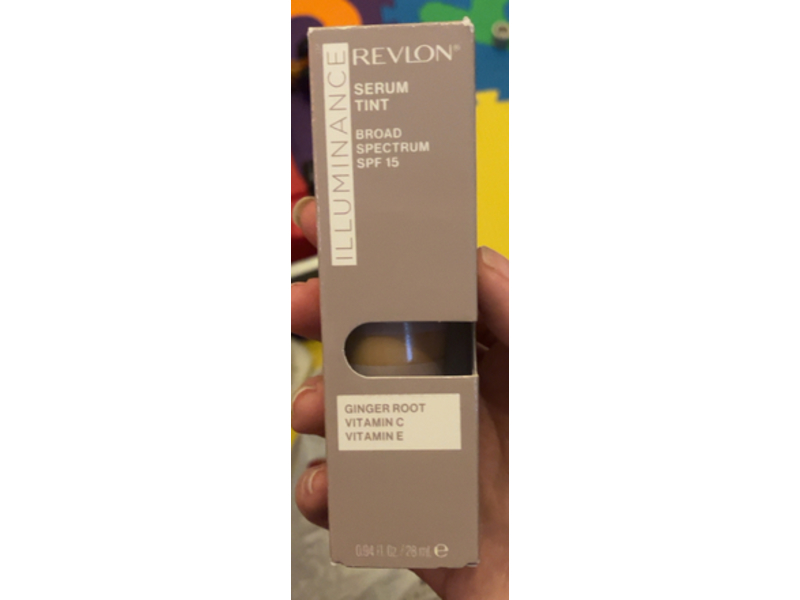 ILLUMINANCE
REVLON®
SERUM
TINT
BROAD
SPECTRUM
SPF 15
GINGER ROOT
VITAMIN C
VITAMIN E
0.94 fl. Oz. / 28 mL ℮